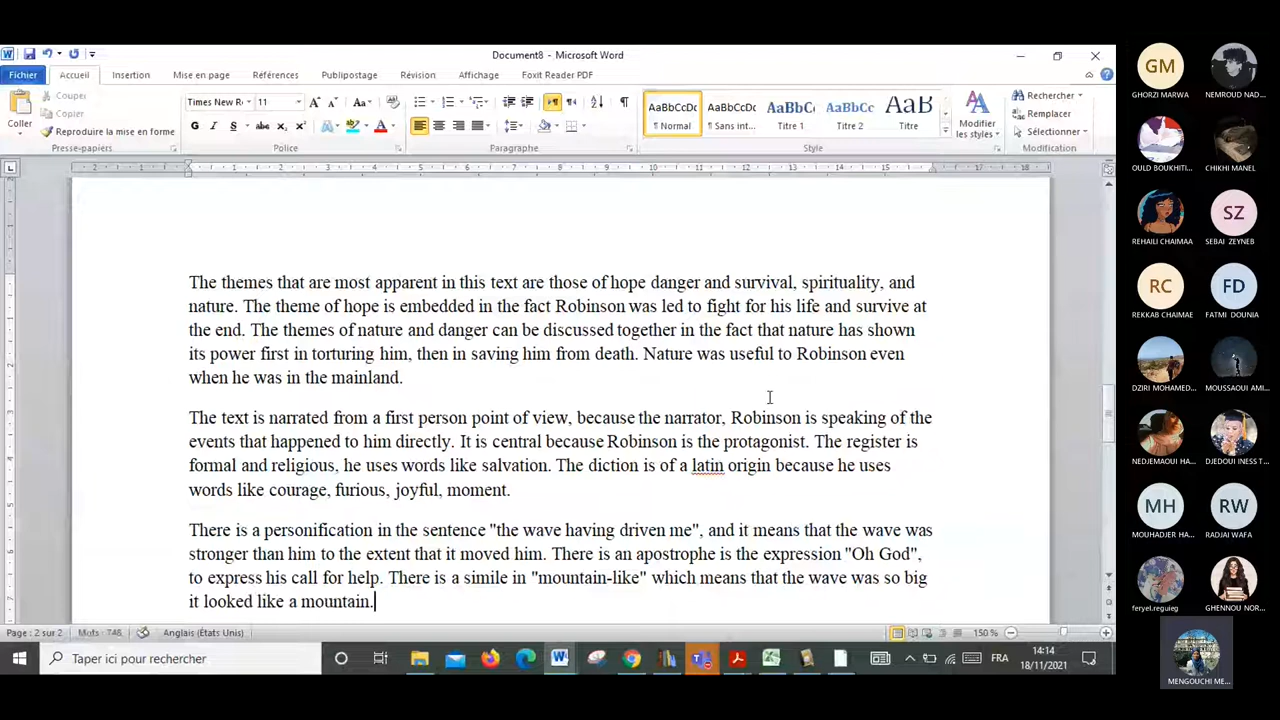 Document8 - Microsoft Word
Fichier Accueil Insertion Mise en page Références Publipostage Révision Affichage Foxit Reader PDF
Coller
Couper
Copier
Reproduire la mise en forme
Presse-papiers
Times New R 11
G I S abc x₂ x²
Police
Paragraphe
AaBbCcDc AaBbCcDc AaBbC AaBbCc AaB
¶ Normal ¶ Sans int... Titre 1 Titre 2 Titre
Style
Modifier les styles
Rechercher
Remplacer
Sélectionner
Modification
The themes that are most apparent in this text are those of hope danger and survival, spirituality, and
nature. The theme of hope is embedded in the fact Robinson was led to fight for his life and survive at
the end. The themes of nature and danger can be discussed together in the fact that nature has shown
its power first in torturing him, then in saving him from death. Nature was useful to Robinson even
when he was in the mainland.
The text is narrated from a first person point of view, because the narrator, Robinson is speaking of the
events that happened to him directly. It is central because Robinson is the protagonist. The register is
formal and religious, he uses words like salvation. The diction is of a latin origin because he uses
words like courage, furious, joyful, moment.
There is a personification in the sentence "the wave having driven me", and it means that the wave was
stronger than him to the extent that it moved him. There is an apostrophe is the expression "Oh God",
to express his call for help. There is a simile in "mountain-like" which means that the wave was so big
it looked like a mountain.
Page : 2 sur 2 Mots : 746 Anglais (États Unis) 150 %
Taper ici pour rechercher
FRA
14:14
18/11/2021
GM
GHORZI MARWA
NEMROUD NAD...
OULD BOUKHITI...
CHIKHI MANEL
REHAILI CHAIMAA
SZ
SEBAI ZEYNEB
RC
REKKAB CHAIMAE
FD
FATMI DOUNIA
DZIRI MOHAMED...
MOUSSAOUI AMI...
NEDJEMAOUI HA...
DJEDOUI INESS T...
MH
MOUHADJER HA...
RW
RADJAI WAFA
feryel.reguieg
GHENNOU NOR...
MENGOUCHI ME...